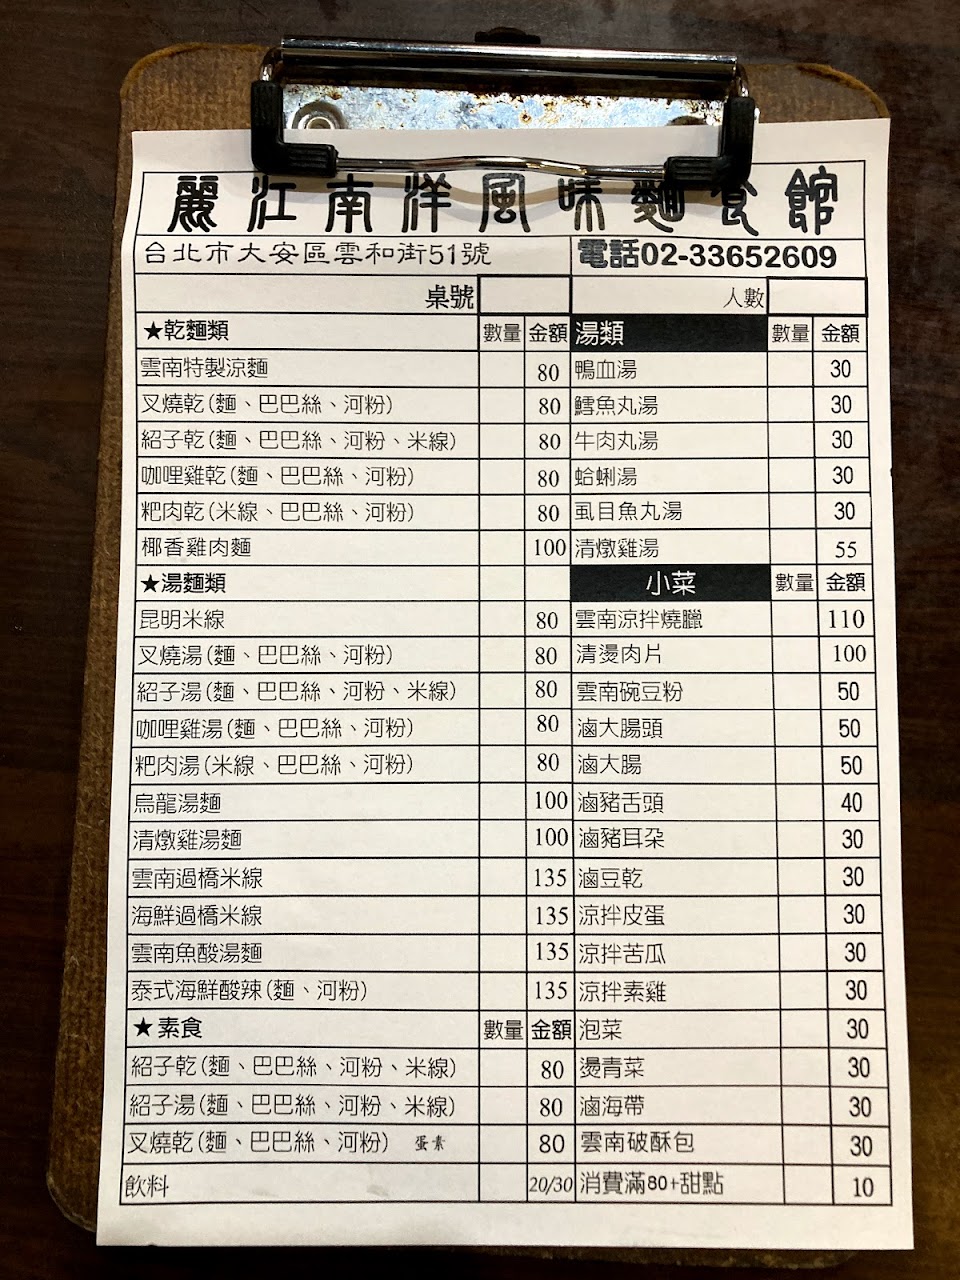 麗江南洋風味麵食館
台北市大安區雲和街51號 電話02-33652609
桌號 人數
★乾麵類 數量 金額 湯類 數量 金額
雲南特製涼麵 80 鴨血湯 30
叉燒乾(麵、巴巴絲、河粉) 80 鱈魚丸湯 30
紹子乾(麵、巴巴絲、河粉、米線) 80 牛肉丸湯 30
咖哩雞乾(麵、巴巴絲、河粉) 80 蛤蜊湯 30
粑肉乾(米線、巴巴絲、河粉) 80 虱目魚丸湯 30
椰香雞肉麵 100 清燉雞湯 55
★湯麵類 小菜 數量 金額
昆明米線 80 雲南涼拌燒臘 110
叉燒湯(麵、巴巴絲、河粉) 80 清燙肉片 100
紹子湯(麵、巴巴絲、河粉、米線) 80 雲南碗豆粉 50
咖哩雞湯(麵、巴巴絲、河粉) 80 滷大腸頭 50
粑肉湯(米線、巴巴絲、河粉) 80 滷大腸 50
烏龍湯麵 100 滷豬舌頭 40
清燉雞湯麵 100 滷豬耳朵 30
雲南過橋米線 135 滷豆乾 30
海鮮過橋米線 135 涼拌皮蛋 30
雲南魚酸湯麵 135 涼拌苦瓜 30
泰式海鮮酸辣(麵、河粉) 135 涼拌素雞 30
★素食 數量 金額 泡菜 30
紹子乾(麵、巴巴絲、河粉、米線) 80 燙青菜 30
紹子湯(麵、巴巴絲、河粉、米線) 80 滷海帶 30
叉燒乾(麵、巴巴絲、河粉) 蛋素 80 雲南破酥包 30
飲料 20/30 消費滿80+甜點 10